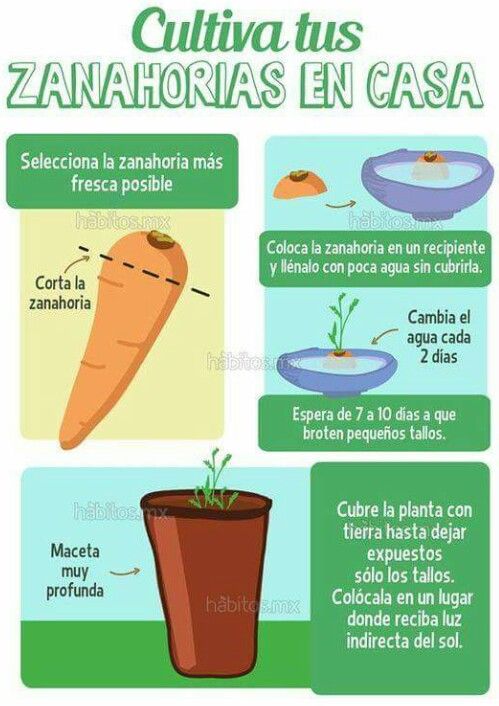 Cultiva tus
ZANAHORIAS EN CASA
Selecciona la zanahoria más
fresca posible
hábitos.mx
Corta la
zanahoria
hábitos.mx
Coloca la zanahoria en un recipiente
y llénalo con poca agua sin cubrirla.
Cambia el
agua cada
2 días
hábitos.mx
Espera de 7 a 10 días a que
broten pequeños tallos.
hábitos.mx
Maceta
muy
profunda
hábitos.mx
Cubre la planta con
tierra hasta dejar
expuestos
sólo los tallos.
Colócala en un lugar
donde reciba luz
indirecta del sol.